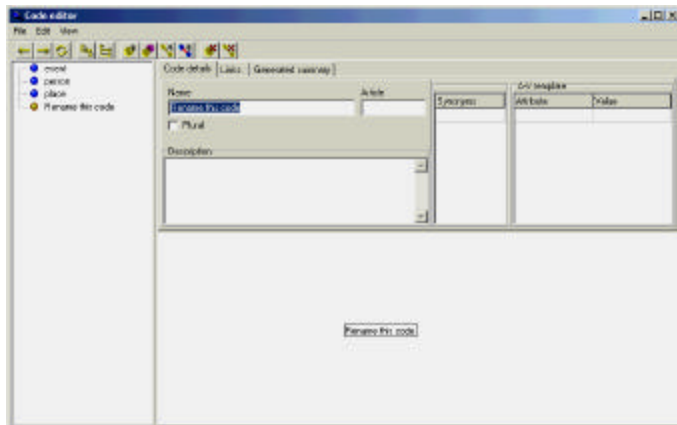 Code editor
File Edit View
event
person
place
Rename this code
Code details Links Generated summary
Name Article
Rename this code
Plural
Description
Synonyms
A-V template
Attribute Value
Rename this code